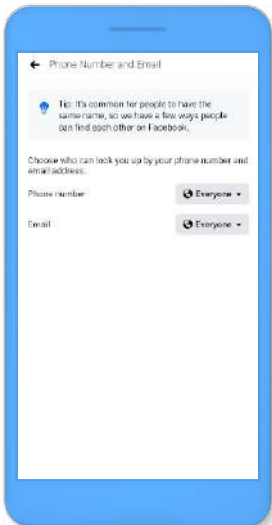 Phone Number and Email
Tip: It's common for people to have the
same name, so we have a few ways people
can find each other on Facebook.
Choose who can look you up by your phone number and
email address.
Phone number
Everyone
Email
Everyone